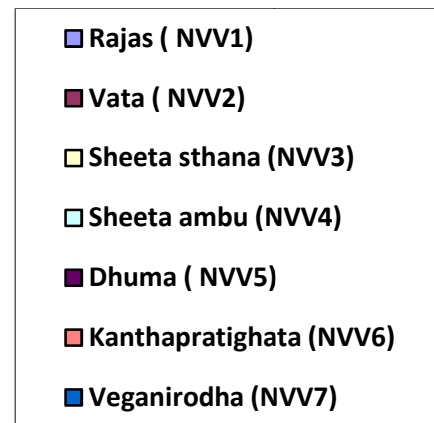 Rajas ( NVV1)
Vata ( NVV2)
Sheeta sthana (NVV3)
Sheeta ambu (NVV4)
Dhuma ( NVV5)
Kanthapratighata (NVV6)
Veganirodha (NVV7)